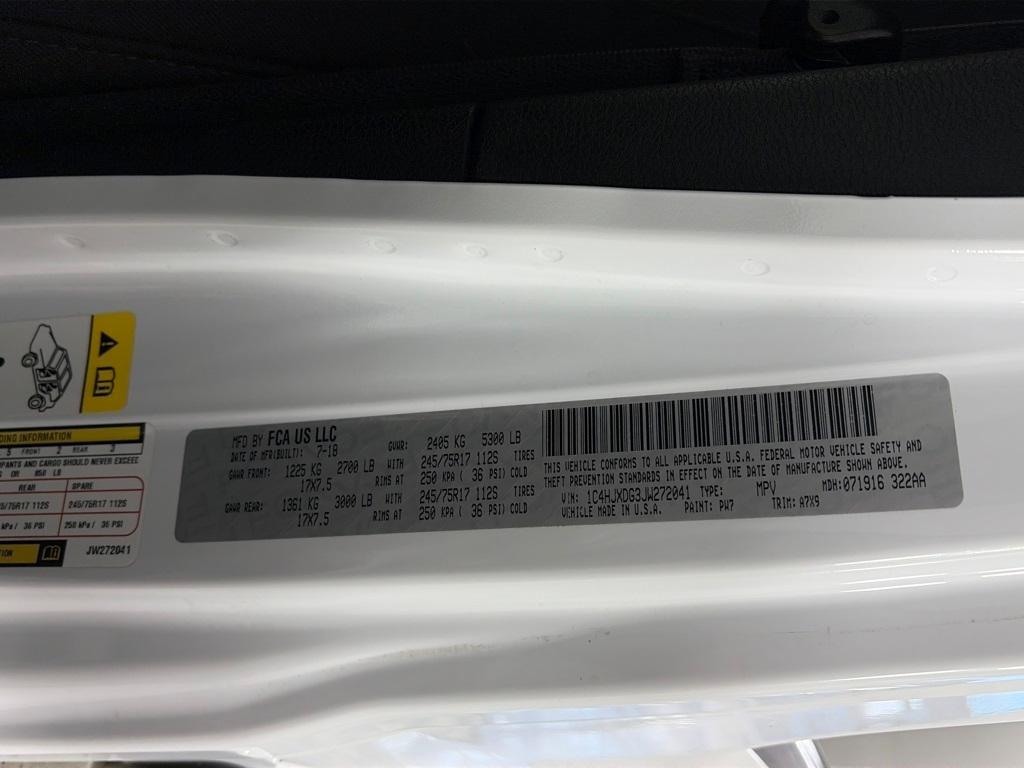 DING INFORMATION
5 FRONT 2 REAR 3
PANTS AND CARGO SHOULD NEVER EXCEED
REAR SPARE
5/75R17 112S 245/75R17 112S
kPa / 36 PSI 250 kPa / 36 PSI
TION JW272041
MFD BY FCA US LLC
DATE OF MFR(BUILT): 7-18 GVWR: 2405 KG 5300 LB
GAWR FRONT: 1225 KG 2700 LB WITH 245/75R17 112S TIRES
17X7.5 RIMS AT 250 KPA ( 36 PSI) COLD
GAWR REAR: 1361 KG 3000 LB WITH 245/75R17 112S TIRES
17X7.5 RIMS AT 250 KPA ( 36 PSI) COLD
THIS VEHICLE CONFORMS TO ALL APPLICABLE U.S.A. FEDERAL MOTOR VEHICLE SAFETY AND
THEFT PREVENTION STANDARDS IN EFFECT ON THE DATE OF MANUFACTURE SHOWN ABOVE.
VIN: 1C4HJXDG3JW272041 TYPE: MPV MDH: 071916 322AA
VEHICLE MADE IN U.S.A. PAINT: PW7 TRIM: A7X9